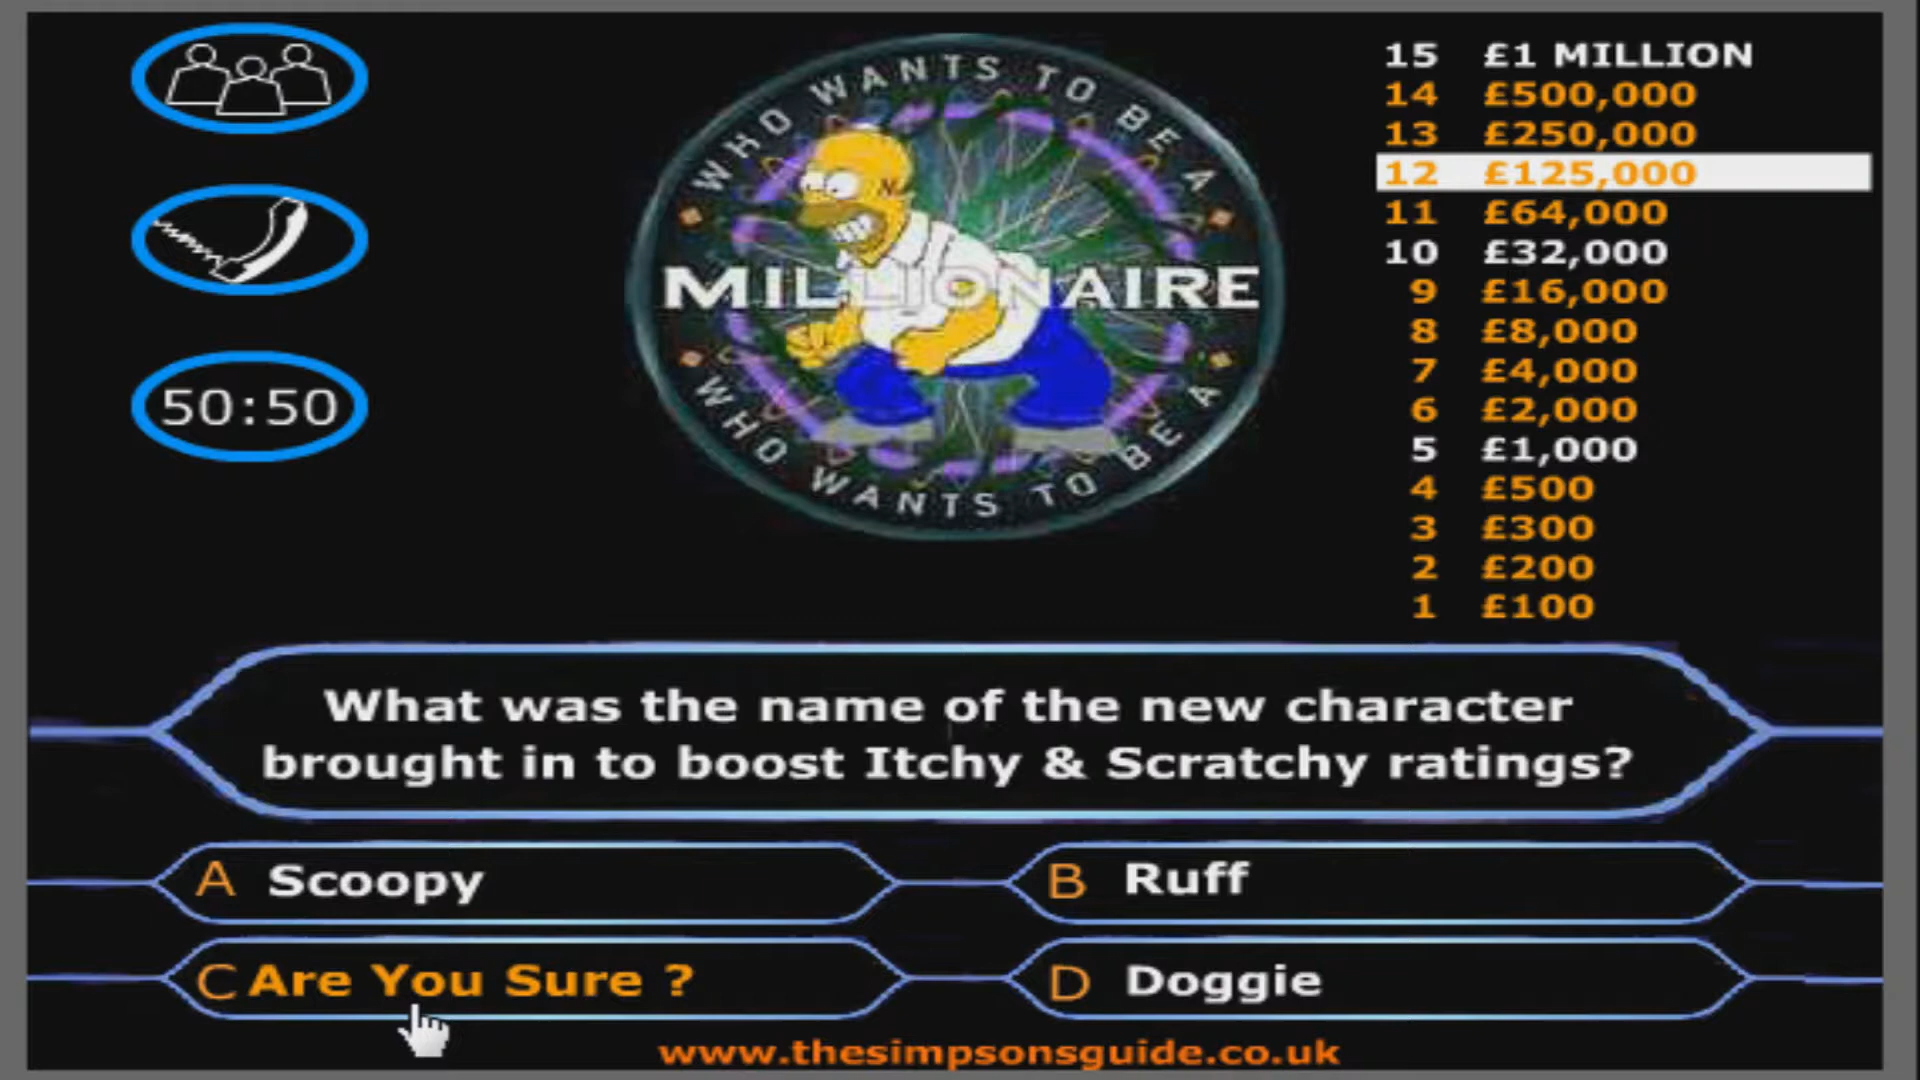 WHO WANTS TO BE A
MILLIONAIRE
WHO WANTS TO BE A
50:50
15 £1 MILLION
14 £500,000
13 £250,000
12 £125,000
11 £64,000
10 £32,000
9 £16,000
8 £8,000
7 £4,000
6 £2,000
5 £1,000
4 £500
3 £300
2 £200
1 £100
What was the name of the new character
brought in to boost Itchy & Scratchy ratings?
A Scoopy
B Ruff
C Are You Sure ?
D Doggie
www.thesimpsonsguide.co.uk